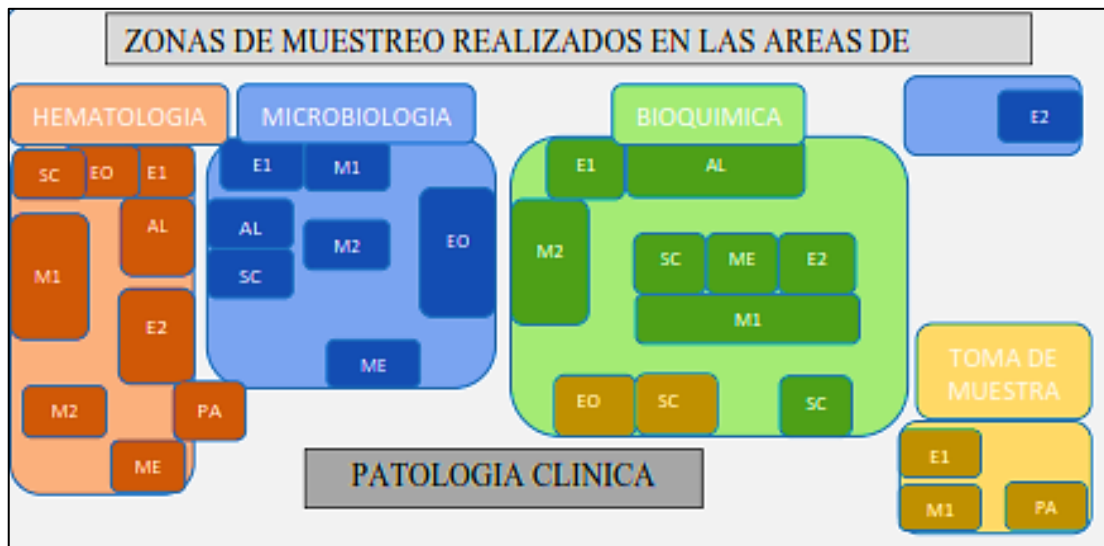 ZONAS DE MUESTREO REALIZADOS EN LAS AREAS DE
HEMATOLOGIA
MICROBIOLOGIA
BIOQUIMICA
E2
SC
EO
E1
AL
M1
E2
M2
PA
ME
E1
M1
AL
M2
SC
EO
ME
E1
AL
M2
SC
ME
E2
M1
EO
SC
SC
TOMA DE
MUESTRA
E1
M1
PA
PATOLOGIA CLINICA